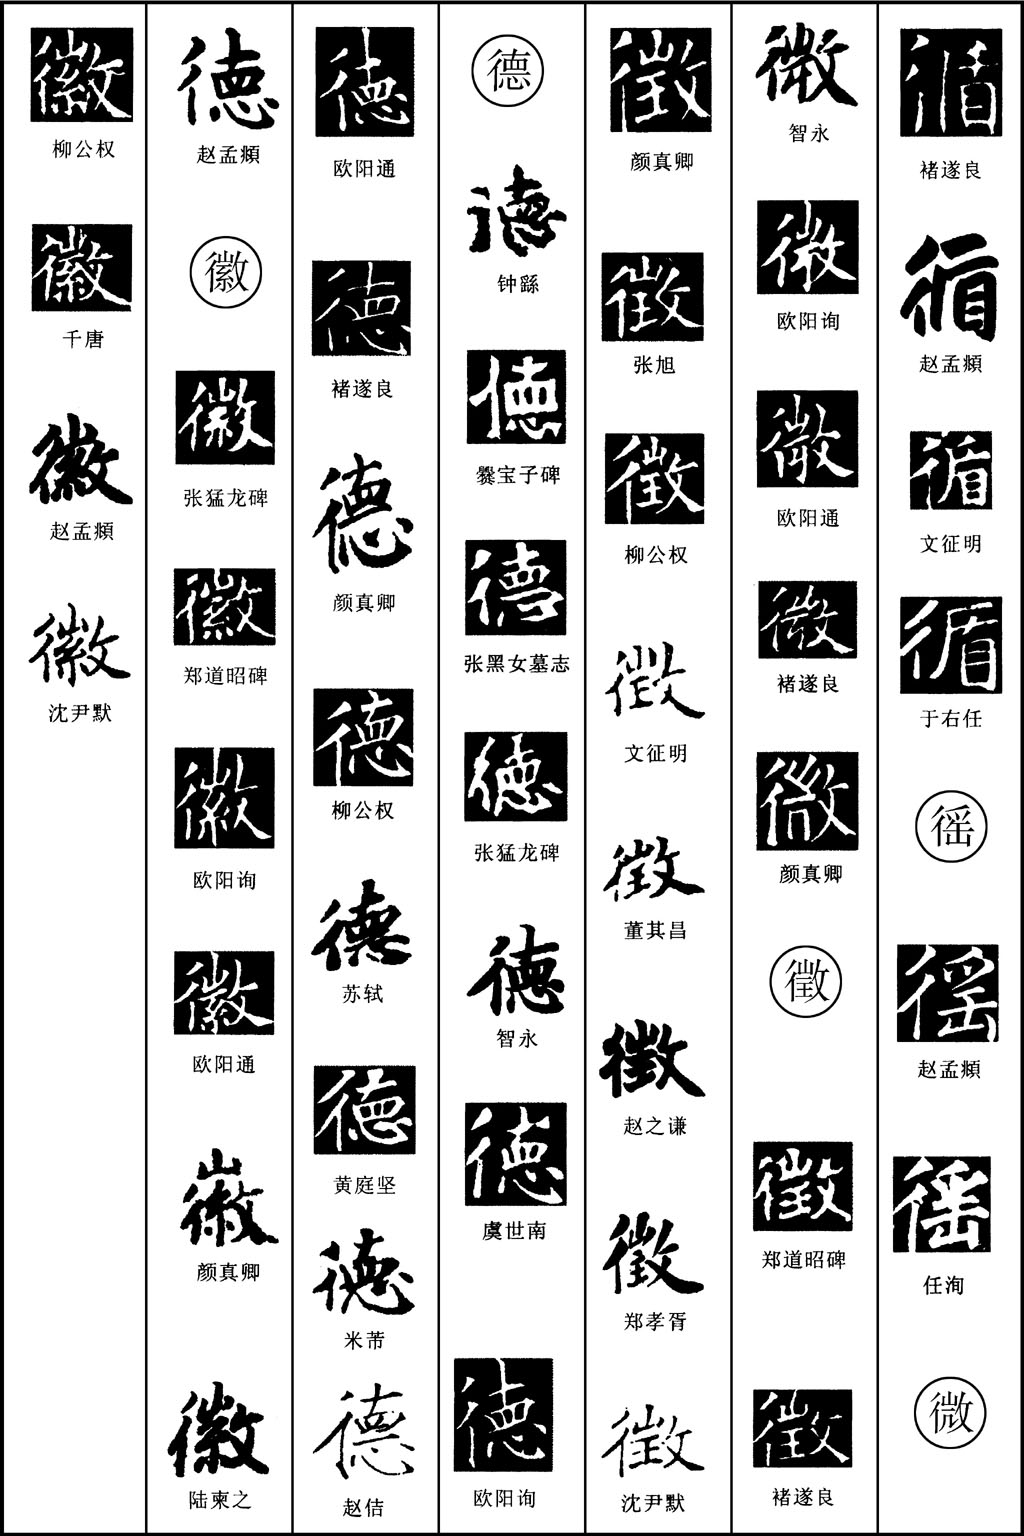 循
褚遂良
循
赵孟頫
循
文征明
循
于右任
徭
徭
赵孟頫
徭
任洵
微
微
智永
微
欧阳询
微
欧阳通
微
褚遂良
微
颜真卿
徵
徵
郑道昭碑
徵
褚遂良
徵
颜真卿
徵
张旭
徵
柳公权
徵
文征明
徵
董其昌
徵
赵之谦
徵
郑孝胥
徵
沈尹默
德
德
钟繇
德
爨宝子碑
德
张黑女墓志
德
张猛龙碑
德
智永
德
虞世南
德
欧阳询
德
欧阳通
德
褚遂良
德
颜真卿
德
柳公权
德
苏轼
德
黄庭坚
德
米芾
德
赵佶
德
赵孟頫
徽
徽
张猛龙碑
徽
郑道昭碑
徽
欧阳询
徽
欧阳通
徽
颜真卿
徽
陆柬之
徽
柳公权
徽
千唐
徽
赵孟頫
徽
沈尹默